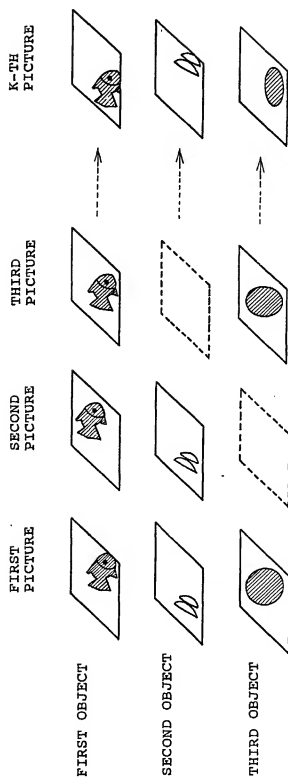 FIRST
PICTURE
SECOND
PICTURE
THIRD
PICTURE
K-TH
PICTURE
FIRST OBJECT
SECOND OBJECT
THIRD OBJECT